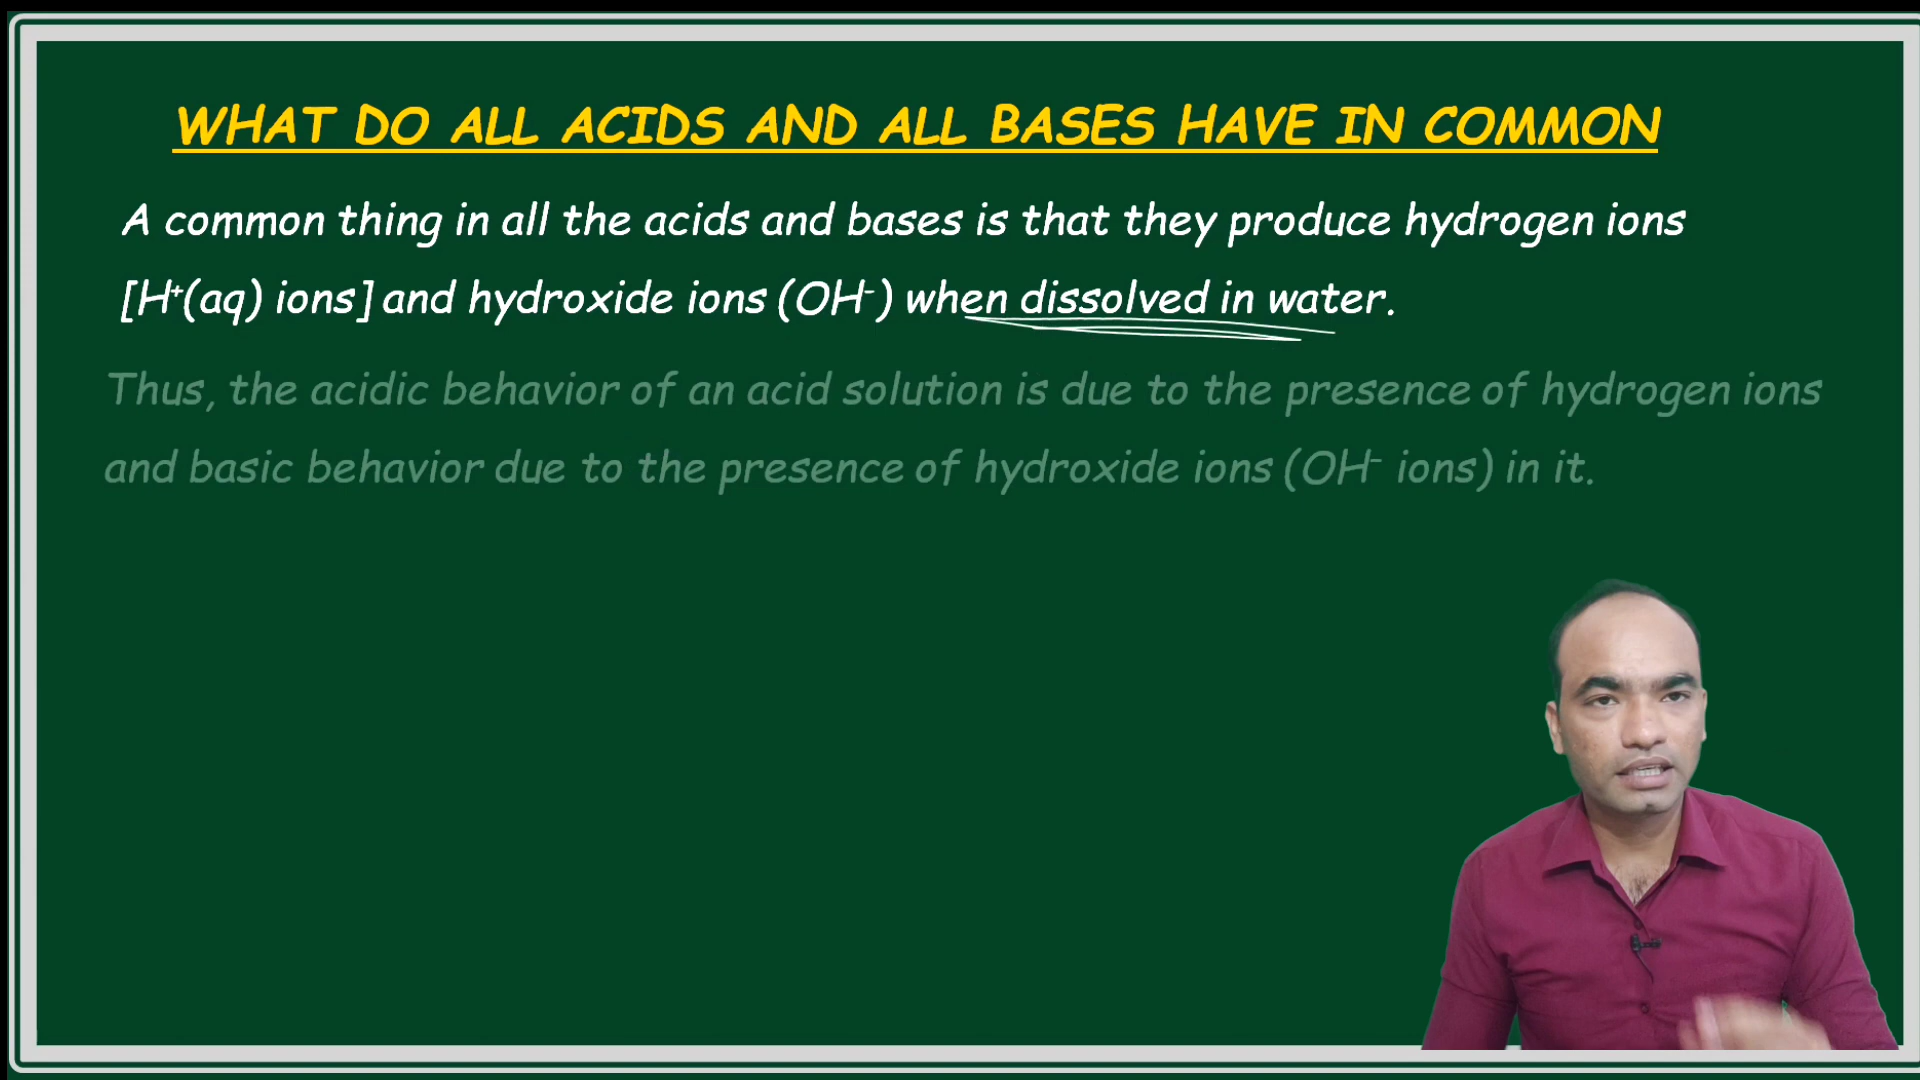 WHAT DO ALL ACIDS AND ALL BASES HAVE IN COMMON
A common thing in all the acids and bases is that they produce hydrogen ions
[H⁺(aq) ions] and hydroxide ions (OH⁻) when dissolved in water.
Thus, the acidic behavior of an acid solution is due to the presence of hydrogen ions
and basic behavior due to the presence of hydroxide ions (OH⁻ ions) in it.